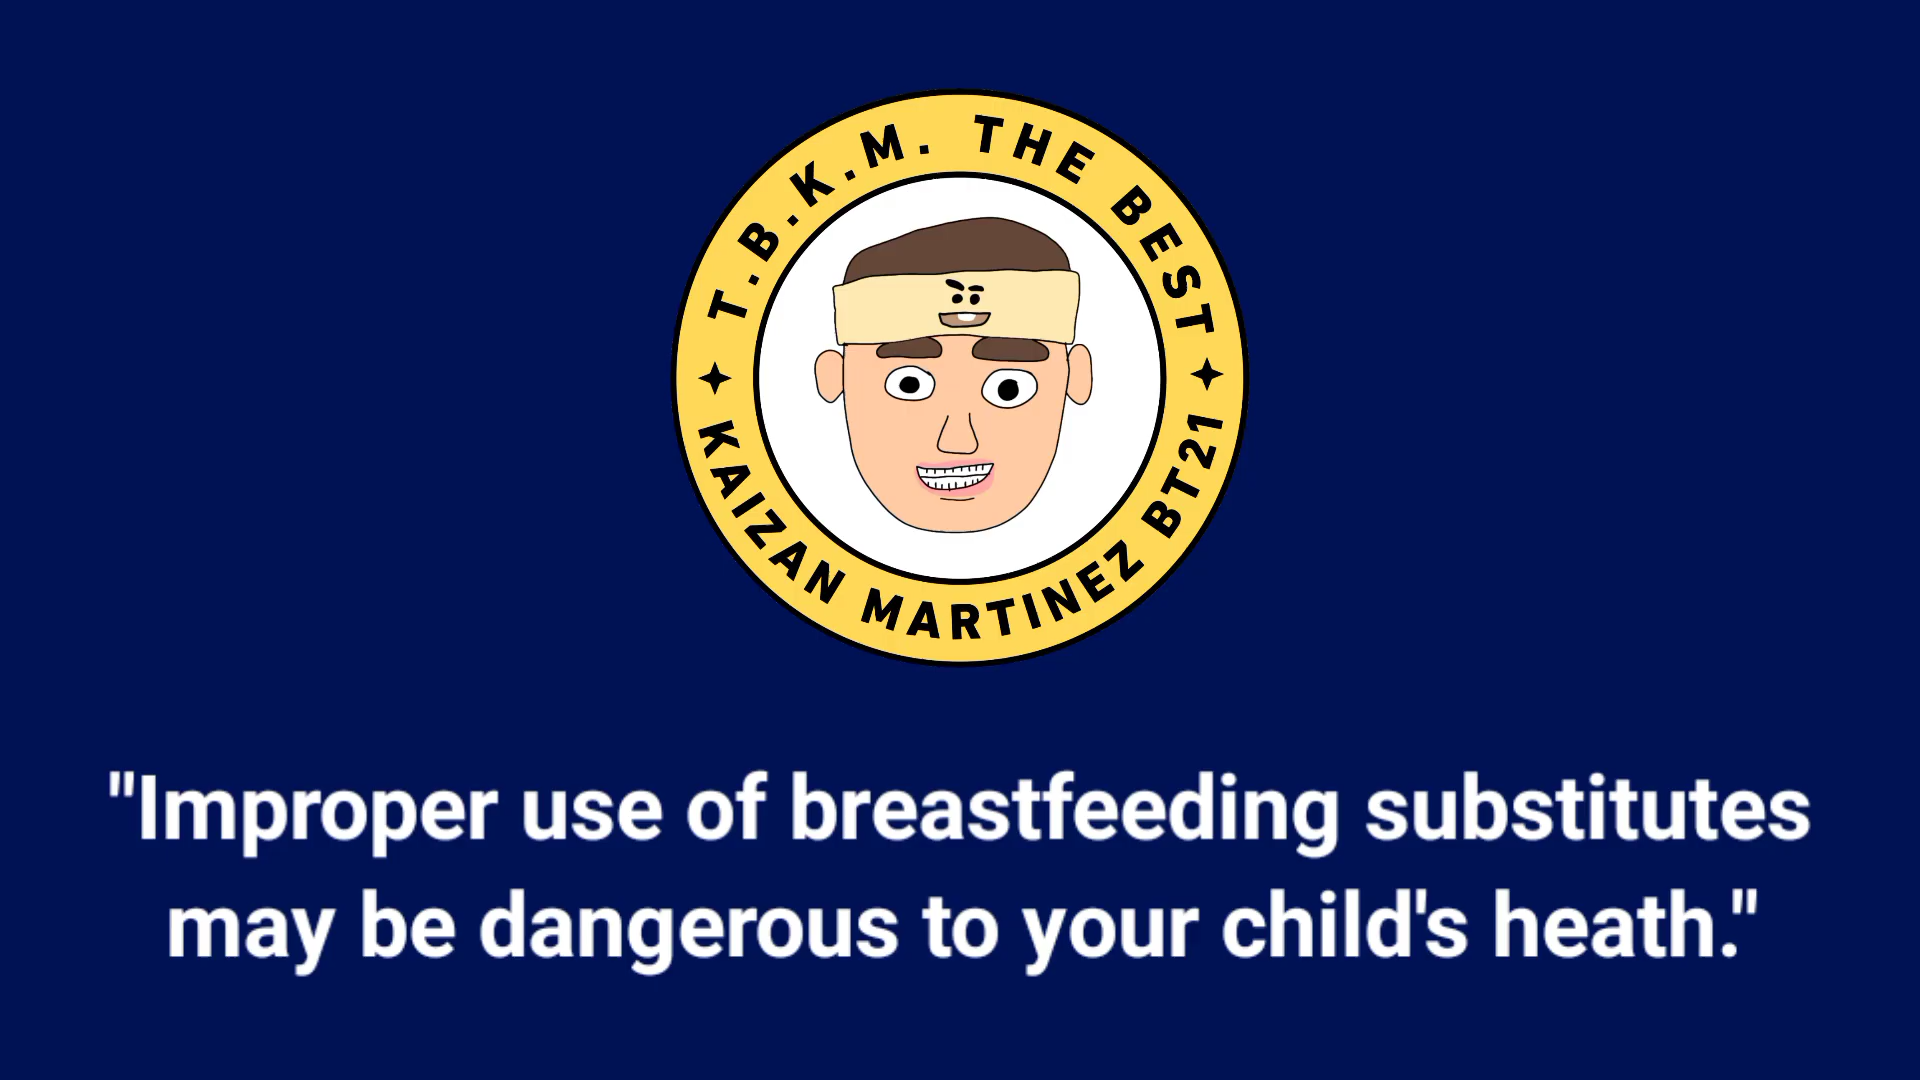 T.B.K.M. THE BEST
KAIZAN MARTINEZ BT21
"Improper use of breastfeeding substitutes
may be dangerous to your child's heath."